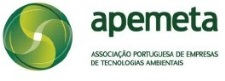 apemeta
ASSOCIAÇÃO PORTUGUESA DE EMPRESAS
DE TECNOLOGIAS AMBIENTAIS